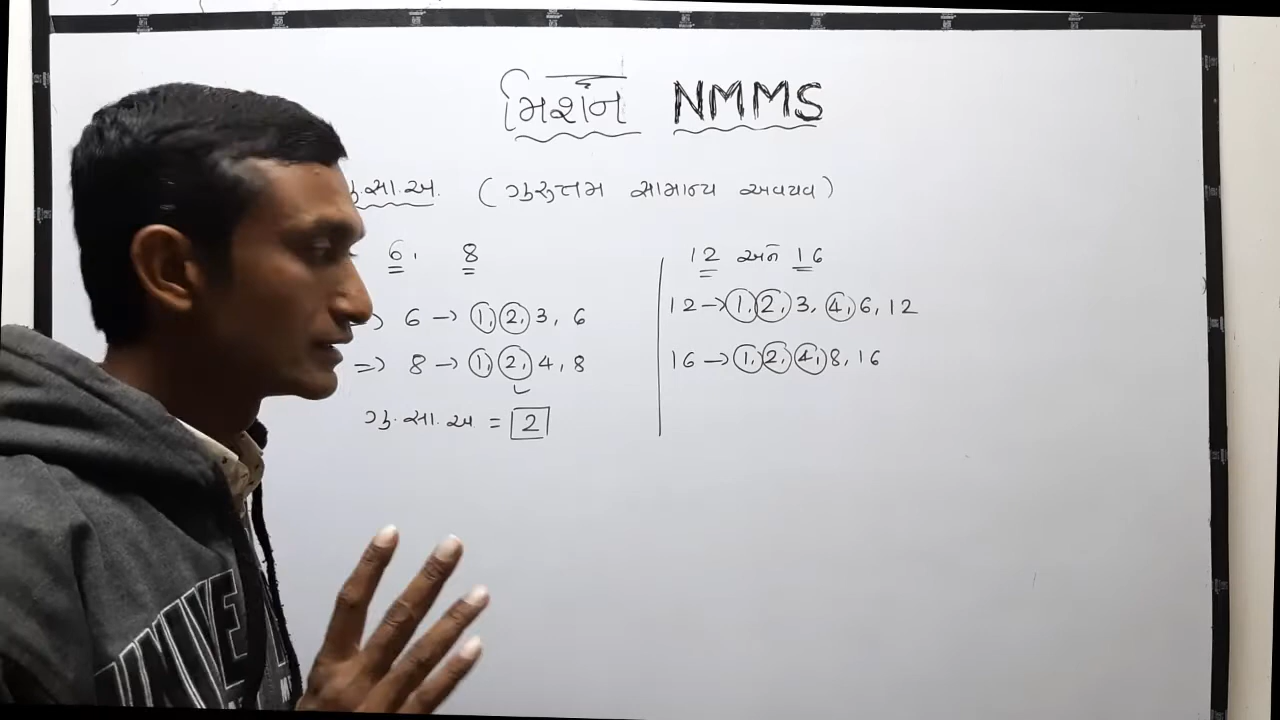 મિશન NMMS
ગુ.સા.અ. (ગુરુત્તમ સામાન્ય અવયવ)
6, 8
=> 6 → 1, 2, 3, 6
=> 8 → 1, 2, 4, 8
ગુ.સા.અ = 2
12 અને 16
12 → 1, 2, 3, 4, 6, 12
16 → 1, 2, 4, 8, 16